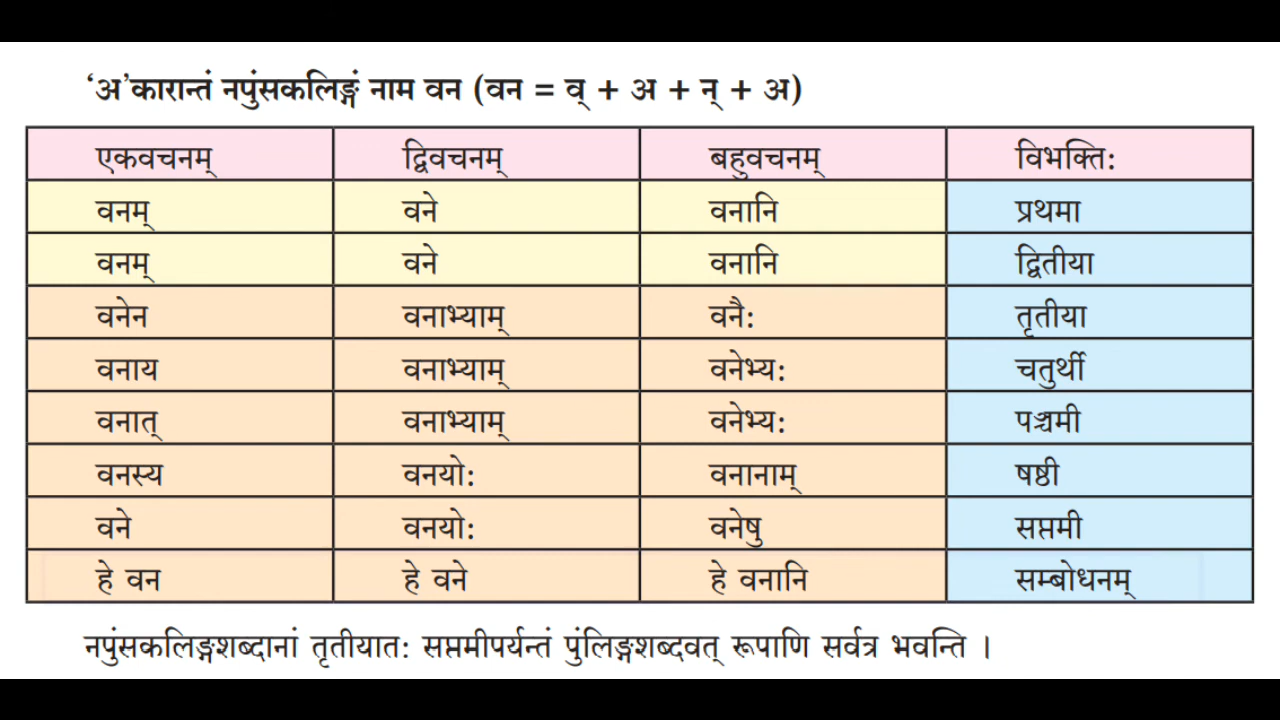 ‘अ’कारान्तं नपुंसकलिङ्गं नाम वन (वन = व् + अ + न् + अ)
एकवचनम् द्विवचनम् बहुवचनम् विभक्ति:
वनम् वने वनानि प्रथमा
वनम् वने वनानि द्वितीया
वनेन वनाभ्याम् वनै: तृतीया
वनाय वनाभ्याम् वनेभ्य: चतुर्थी
वनात् वनाभ्याम् वनेभ्य: पञ्चमी
वनस्य वनयो: वनानाम् षष्ठी
वने वनयो: वनेषु सप्तमी
हे वन हे वने हे वनानि सम्बोधनम्
नपुंसकलिङ्गशब्दानां तृतीयात: सप्तमीपर्यन्तं पुंलिङ्गशब्दवत् रूपाणि सर्वत्र भवन्ति ।